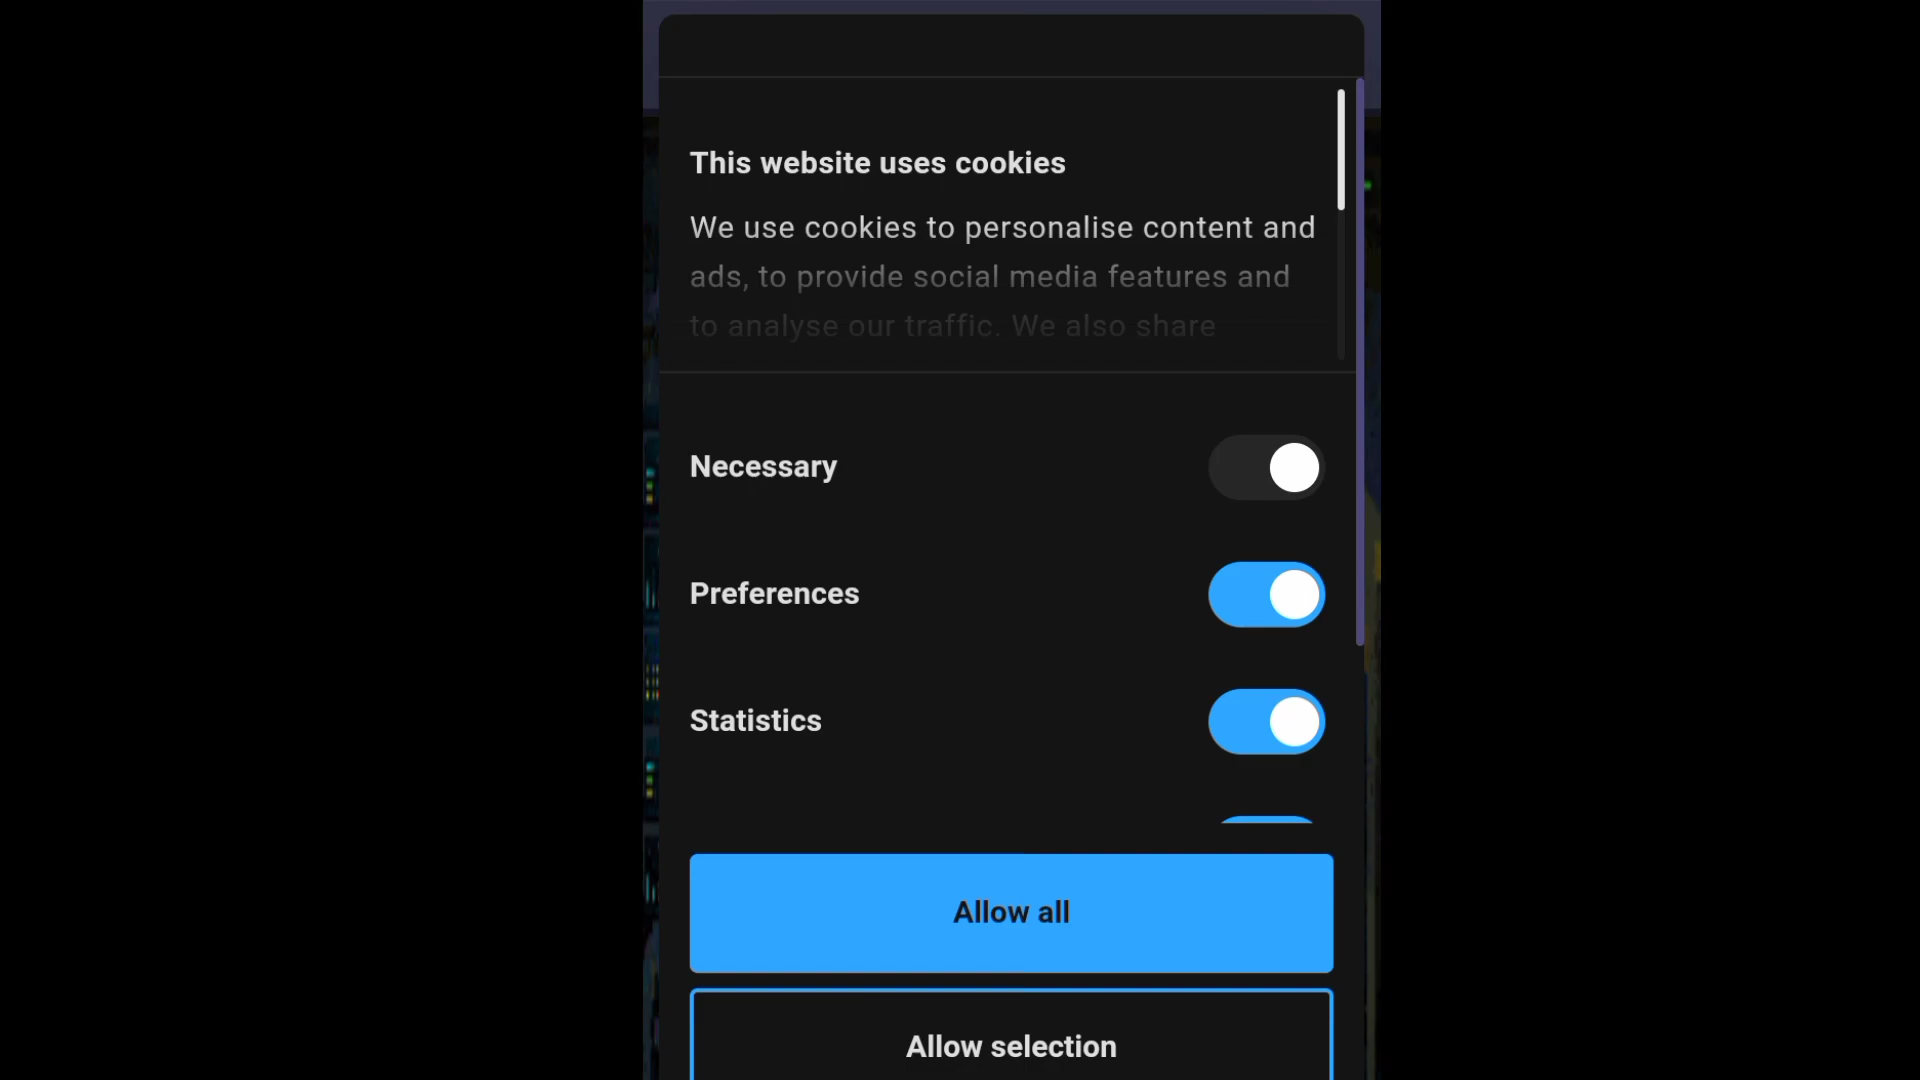 This website uses cookies
We use cookies to personalise content and
ads, to provide social media features and
to analyse our traffic. We also share
Necessary
Preferences
Statistics
Allow all
Allow selection